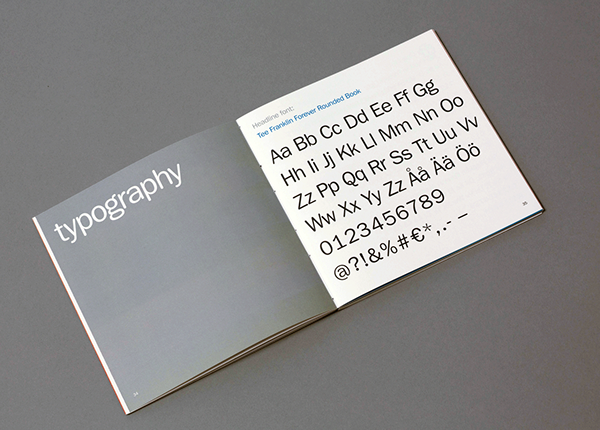 typography
34
Headline font:
Tee Franklin Forever Rounded Book
Aa Bb Cc Dd Ee Ff Gg
Hh Ii Jj Kk Ll Mm Nn Oo
Zz Pp Qq Rr Ss Tt Uu Vv
Ww Xx Yy Zz Åå Ää Öö
0123456789
@?!&%#€*,.- –
35